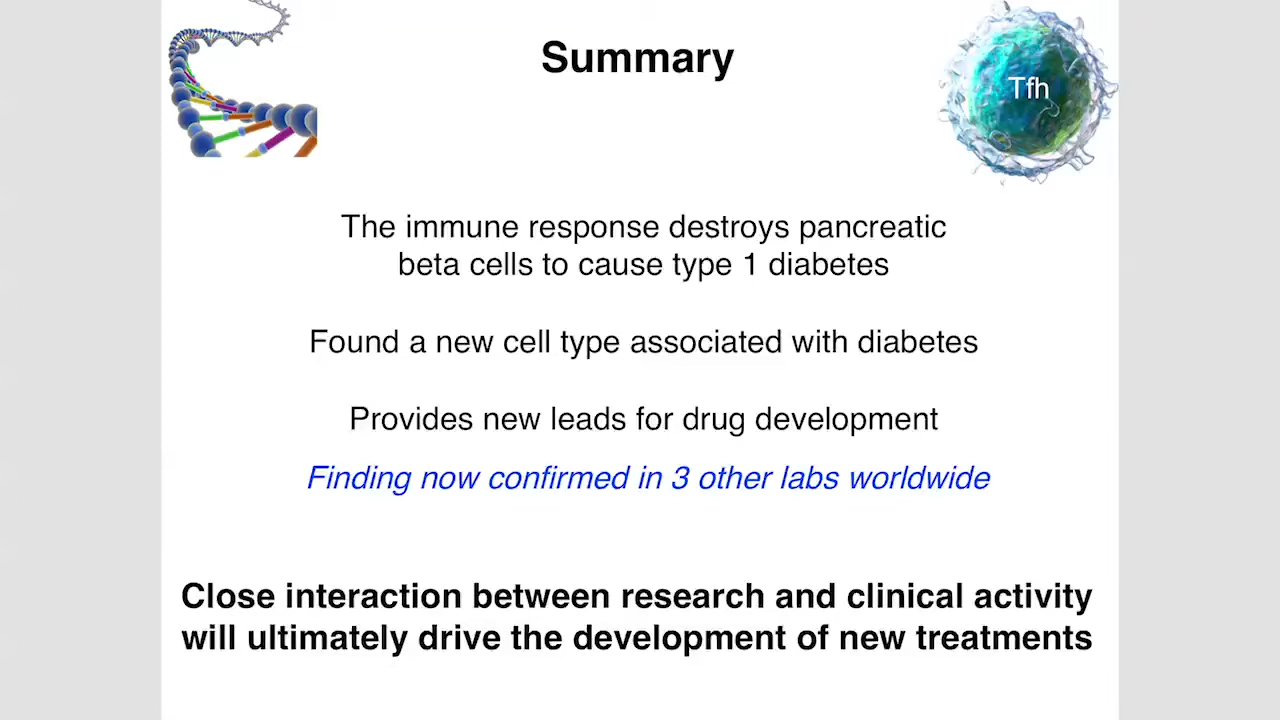 Summary
Tfh
The immune response destroys pancreatic
beta cells to cause type 1 diabetes
Found a new cell type associated with diabetes
Provides new leads for drug development
Finding now confirmed in 3 other labs worldwide
Close interaction between research and clinical activity
will ultimately drive the development of new treatments